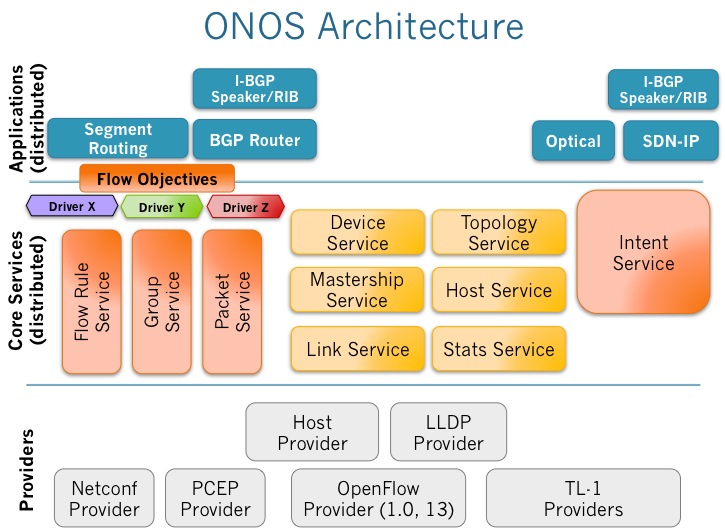 ONOS Architecture
Applications
(distributed)
I-BGP
Speaker/RIB
I-BGP
Speaker/RIB
Segment
Routing
BGP Router
Optical
SDN-IP
Flow Objectives
Driver X
Driver Y
Driver Z
Core Services
(distributed)
Flow Rule
Service
Group
Service
Packet
Service
Device
Service
Topology
Service
Intent
Service
Mastership
Service
Host Service
Link Service
Stats Service
Providers
Host
Provider
LLDP
Provider
Netconf
Provider
PCEP
Provider
OpenFlow
Provider (1.0, 13)
TL-1
Providers